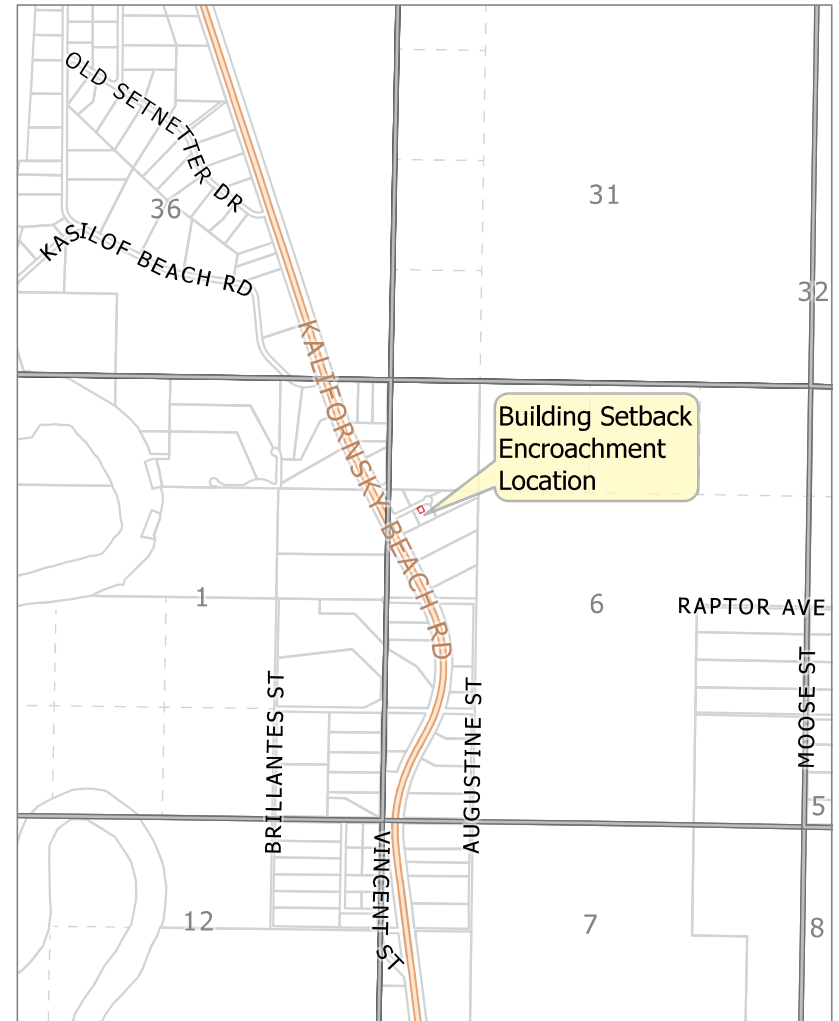 OLD SETNETTER DR
31
36
KASILOF BEACH RD
32
KALIFORNSKY BEACH RD
Building Setback
Encroachment
Location
1
6
RAPTOR AVE
BRILLANTES ST
AUGUSTINE ST
MOOSE ST
5
VINCENT ST
12
7
8